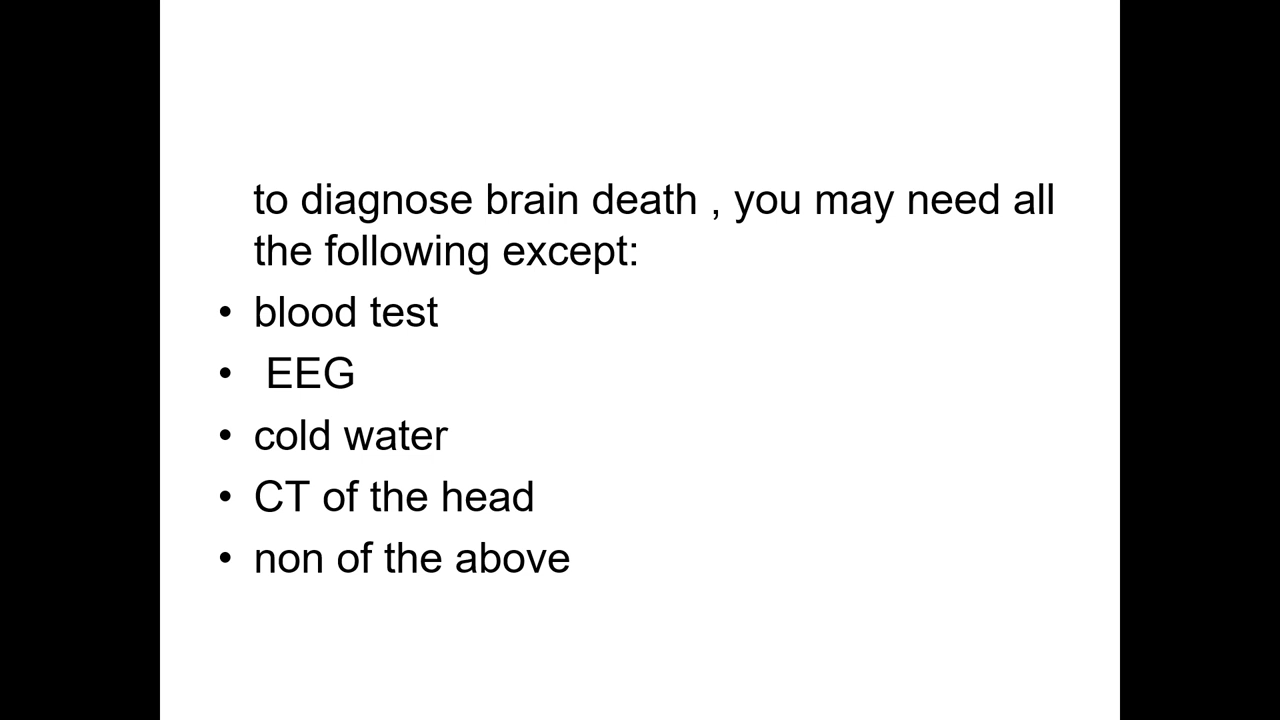 to diagnose brain death , you may need all
the following except:
• blood test
• EEG
• cold water
• CT of the head
• non of the above